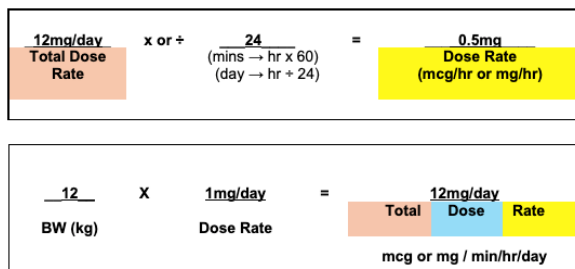 12mg/day x or ÷ 24 = 0.5mg
Total Dose (mins → hr x 60) Dose Rate
Rate (day → hr ÷ 24) (mcg/hr or mg/hr)
12 X 1mg/day = 12mg/day
Total Dose Rate
BW (kg) Dose Rate
mcg or mg / min/hr/day